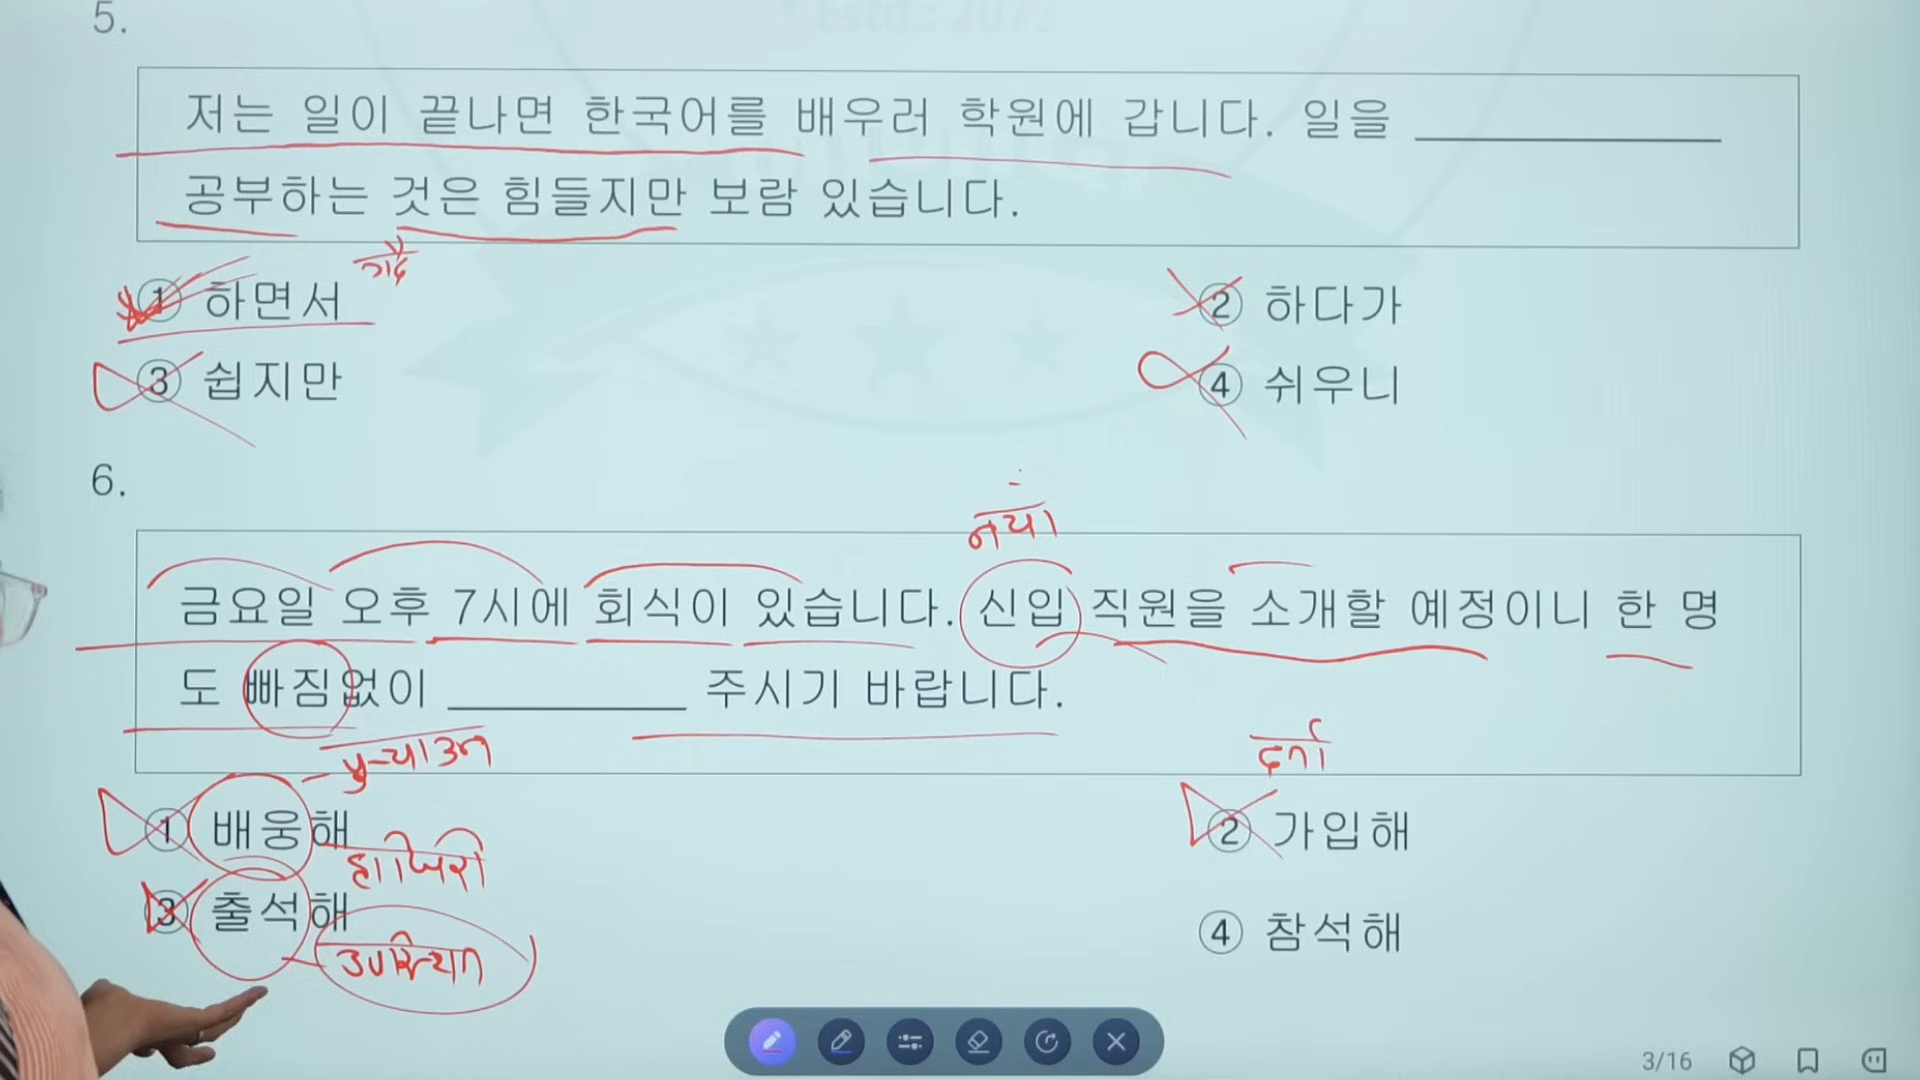 5.
저는 일이 끝나면 한국어를 배우러 학원에 갑니다. 일을 ____________
공부하는 것은 힘들지만 보람 있습니다.
गर्दै
① 하면서
② 하다가
③ 쉽지만
④ 쉬우니
6.
नया
금요일 오후 7시에 회식이 있습니다. 신입 직원을 소개할 예정이니 한 명
도 빠짐없이 __________ 주시기 바랍니다.
दर्ता
① 배웅해
② 가입해
हाजिरी
③ 출석해
④ 참석해
उपस्थित
3/16